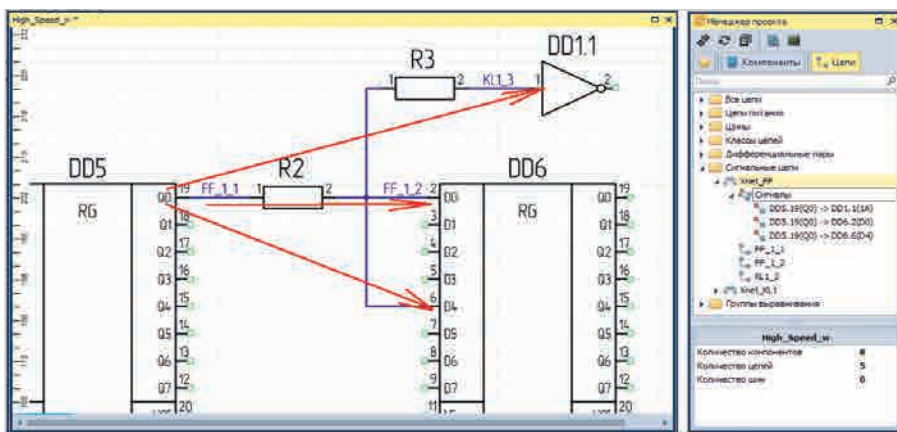 High_Speed_w *
DD1.1
R3
1
2
KL1_3
1
2
DD5
R2
DD6
19
FF_1_1
1
2
FF_1_2
2
19
Q0
D0
Q0
RG
18
3
RG
18
Q1
D1
Q1
17
4
17
Q2
D2
Q2
16
5
16
Q3
D3
Q3
15
6
15
Q4
D4
Q4
14
7
14
Q5
D5
Q5
13
8
13
Q6
D6
Q6
12
9
12
Q7
D7
Q7
20
11
20
Менеджер проекта
Компоненты
Цепи
Поиск
Все цепи
Цепи питания
Шины
Классы цепей
Дифференциальные пары
Сигнальные цепи
Xnet_FF
Сигналы
DD5.19(Q0) -> DD1.1(1A)
DD5.19(Q0) -> DD6.2(D0)
DD5.19(Q0) -> DD6.6(D4)
FF_1_1
FF_1_2
KL1_2
Xnet_KL1
Группы выравнивания
High_Speed_w
Количество компонентов 8
Количество цепей 5
Количество шин 0